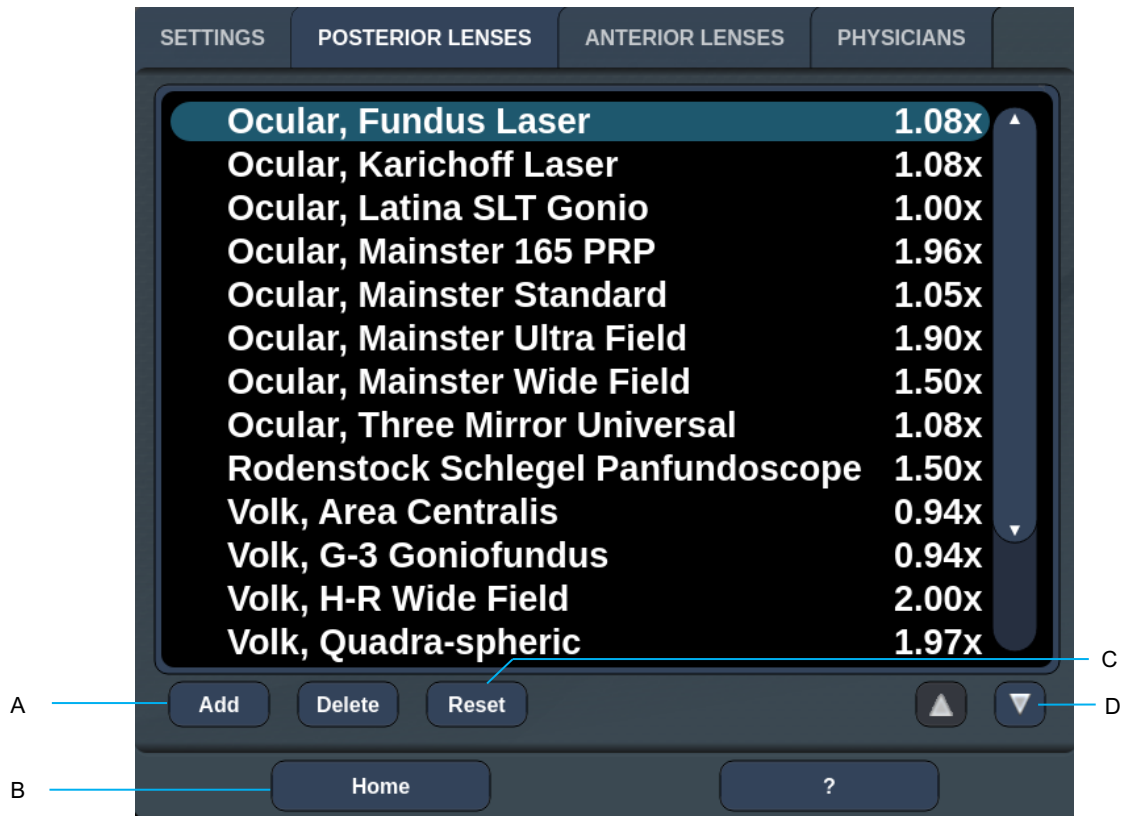 SETTINGS POSTERIOR LENSES ANTERIOR LENSES PHYSICIANS
Ocular, Fundus Laser 1.08x
Ocular, Karichoff Laser 1.08x
Ocular, Latina SLT Gonio 1.00x
Ocular, Mainster 165 PRP 1.96x
Ocular, Mainster Standard 1.05x
Ocular, Mainster Ultra Field 1.90x
Ocular, Mainster Wide Field 1.50x
Ocular, Three Mirror Universal 1.08x
Rodenstock Schlegel Panfundoscope 1.50x
Volk, Area Centralis 0.94x
Volk, G-3 Goniofundus 0.94x
Volk, H-R Wide Field 2.00x
Volk, Quadra-spheric 1.97x
C
A Add Delete Reset D
B Home ?